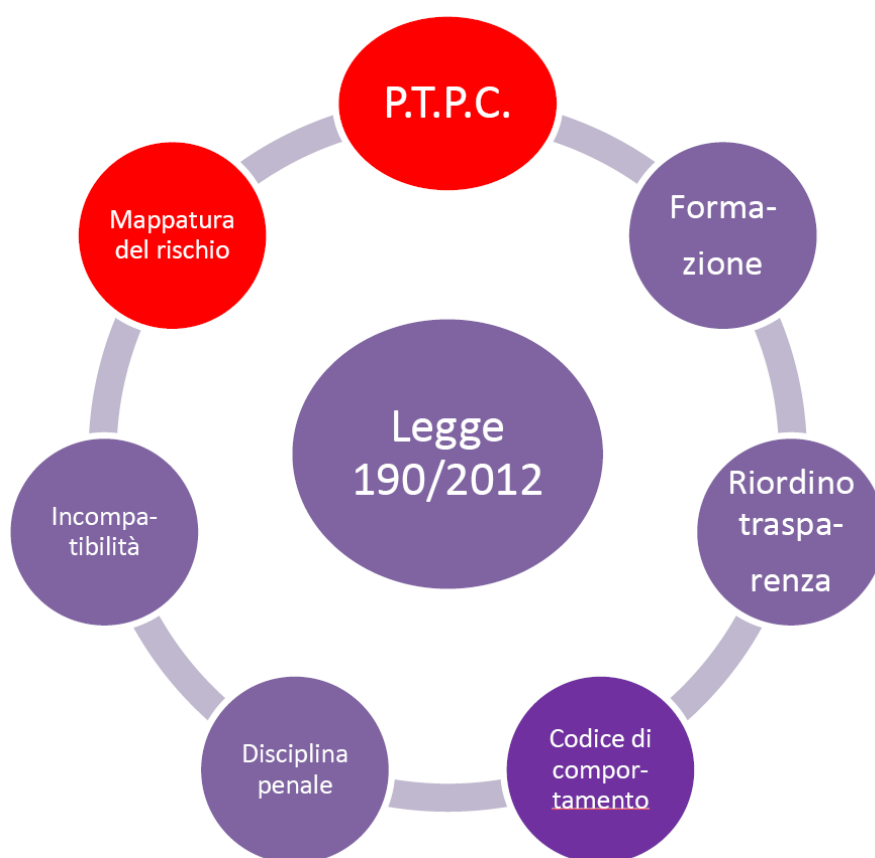 P.T.P.C.
Forma-
zione
Riordino
traspa-
renza
Codice di
compor-
tamento
Disciplina
penale
Incompa-
tibilità
Mappatura
del rischio
Legge
190/2012